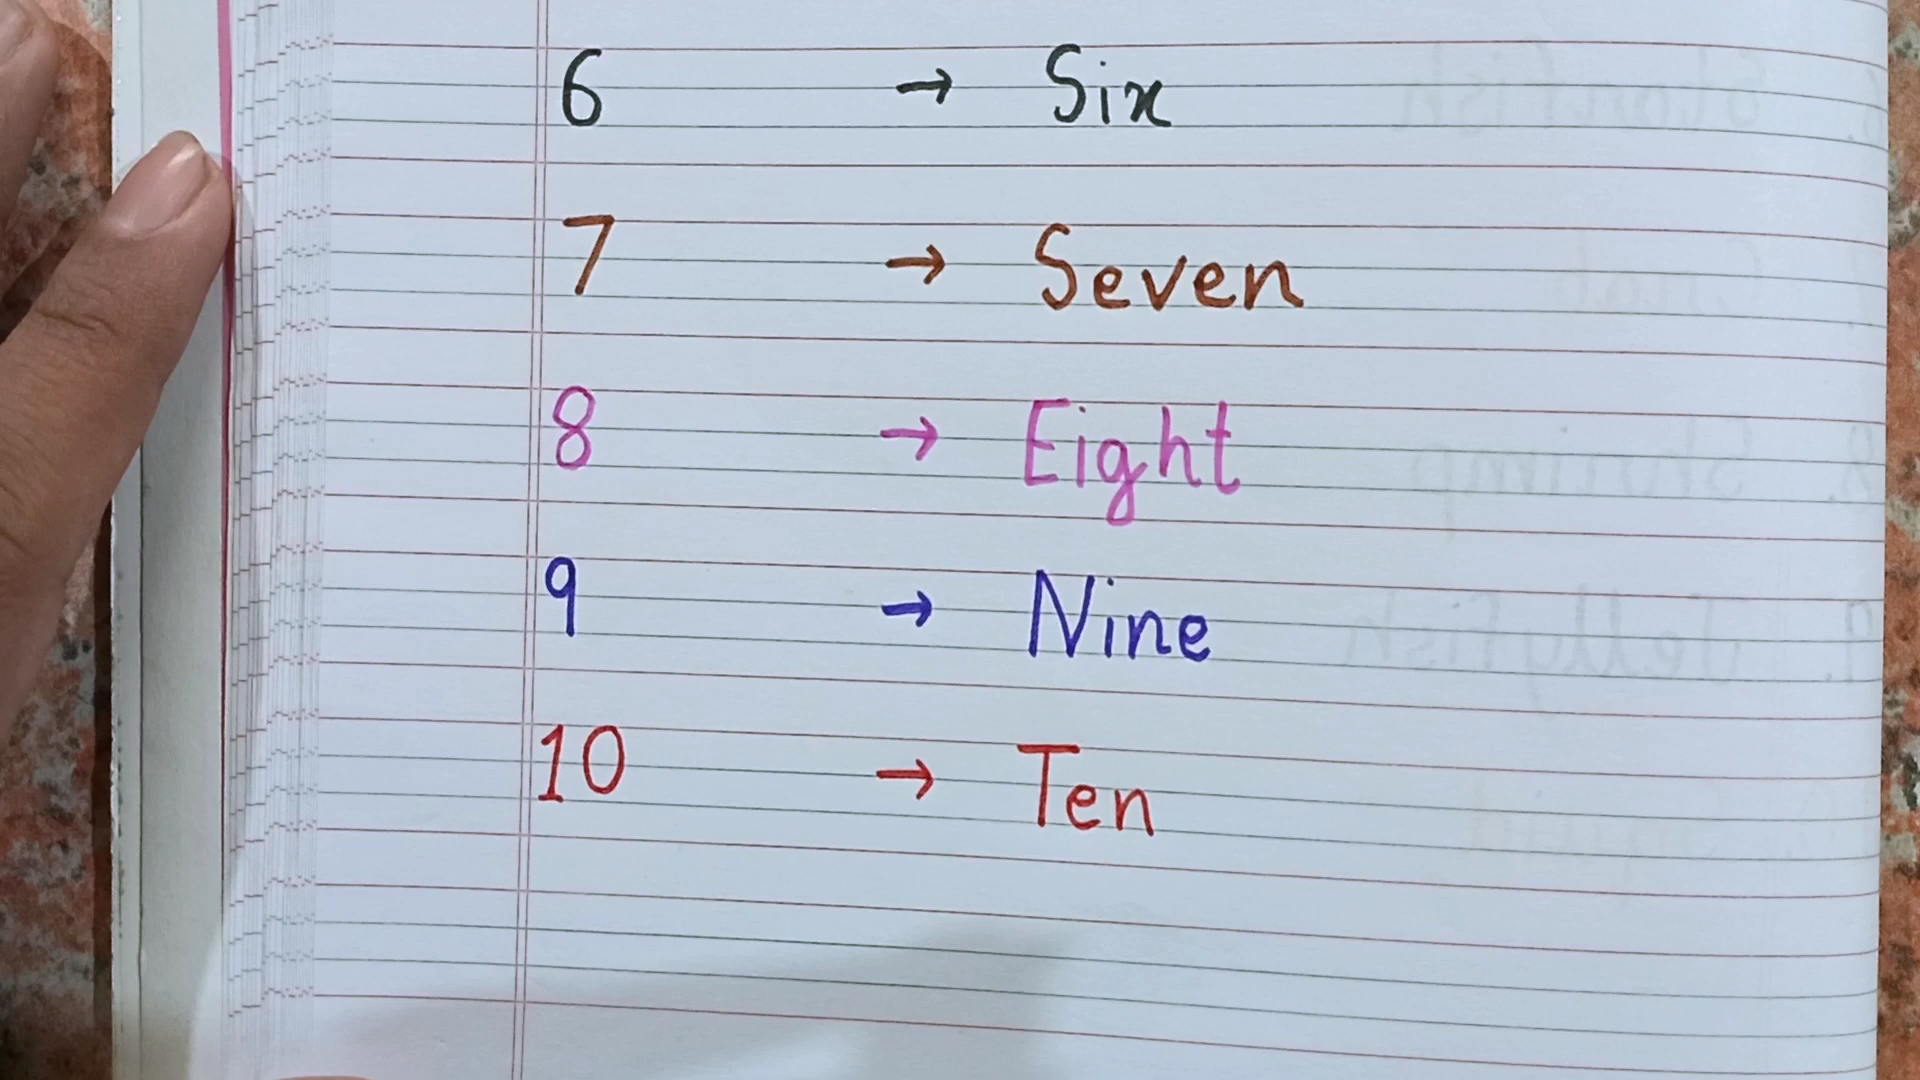 6 → Six
7 → Seven
8 → Eight
9 → Nine
10 → Ten